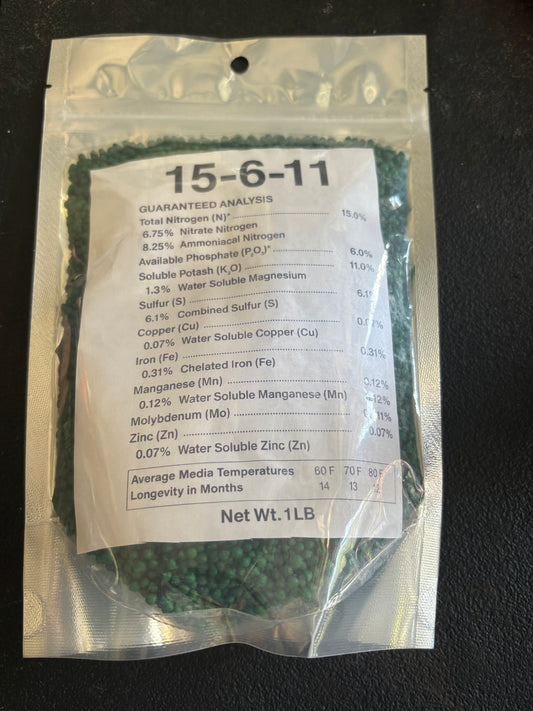 15-6-11
GUARANTEED ANALYSIS
Total Nitrogen (N)* 15.0%
6.75% Nitrate Nitrogen
8.25% Ammoniacal Nitrogen
Available Phosphate (P₂O₅)* 6.0%
Soluble Potash (K₂O) 11.0%
1.3% Water Soluble Magnesium
Sulfur (S)
6.1% Combined Sulfur (S)
Copper (Cu)
0.07% Water Soluble Copper (Cu)
Iron (Fe) 0.31%
0.31% Chelated Iron (Fe)
Manganese (Mn) 0.12%
0.12% Water Soluble Manganese (Mn)
Molybdenum (Mo)
Zinc (Zn) 0.07%
0.07% Water Soluble Zinc (Zn)
Average Media Temperatures 60 F 70 F 80 F
Longevity in Months 14 13
Net Wt. 1 LB